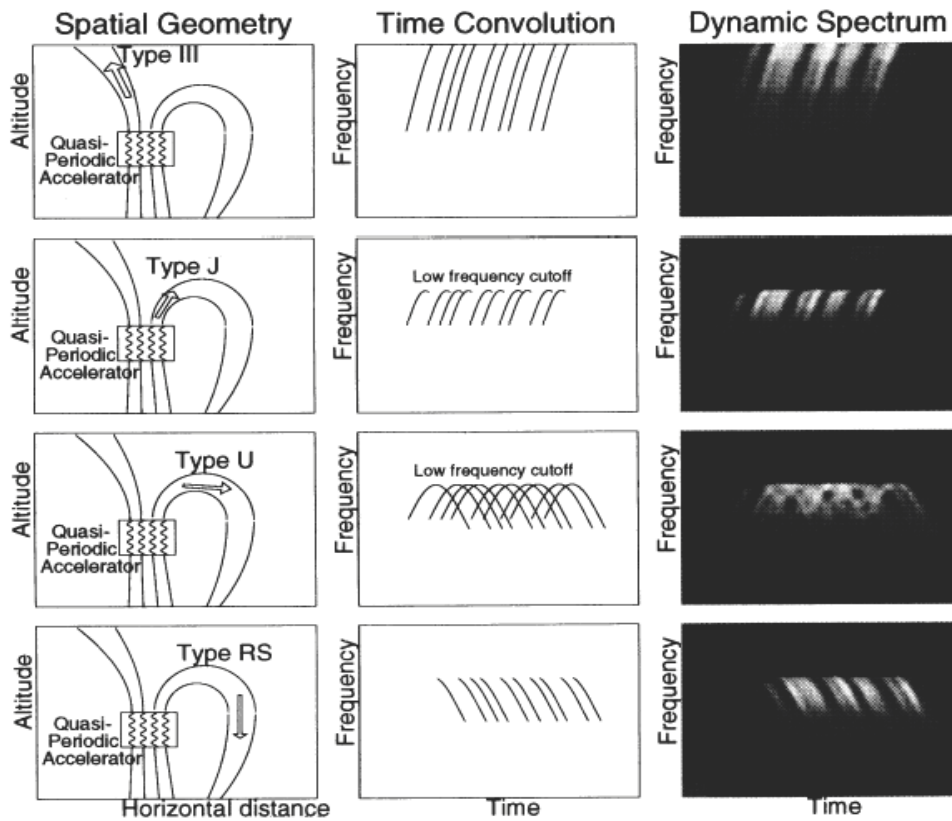 Spatial Geometry
Time Convolution
Dynamic Spectrum
Altitude
Type III
Quasi-
Periodic
Accelerator
Frequency
Frequency
Altitude
Type J
Quasi-
Periodic
Accelerator
Frequency
Low frequency cutoff
Frequency
Altitude
Type U
Quasi-
Periodic
Accelerator
Frequency
Low frequency cutoff
Frequency
Altitude
Type RS
Quasi-
Periodic
Accelerator
Horizontal distance
Frequency
Time
Frequency
Time